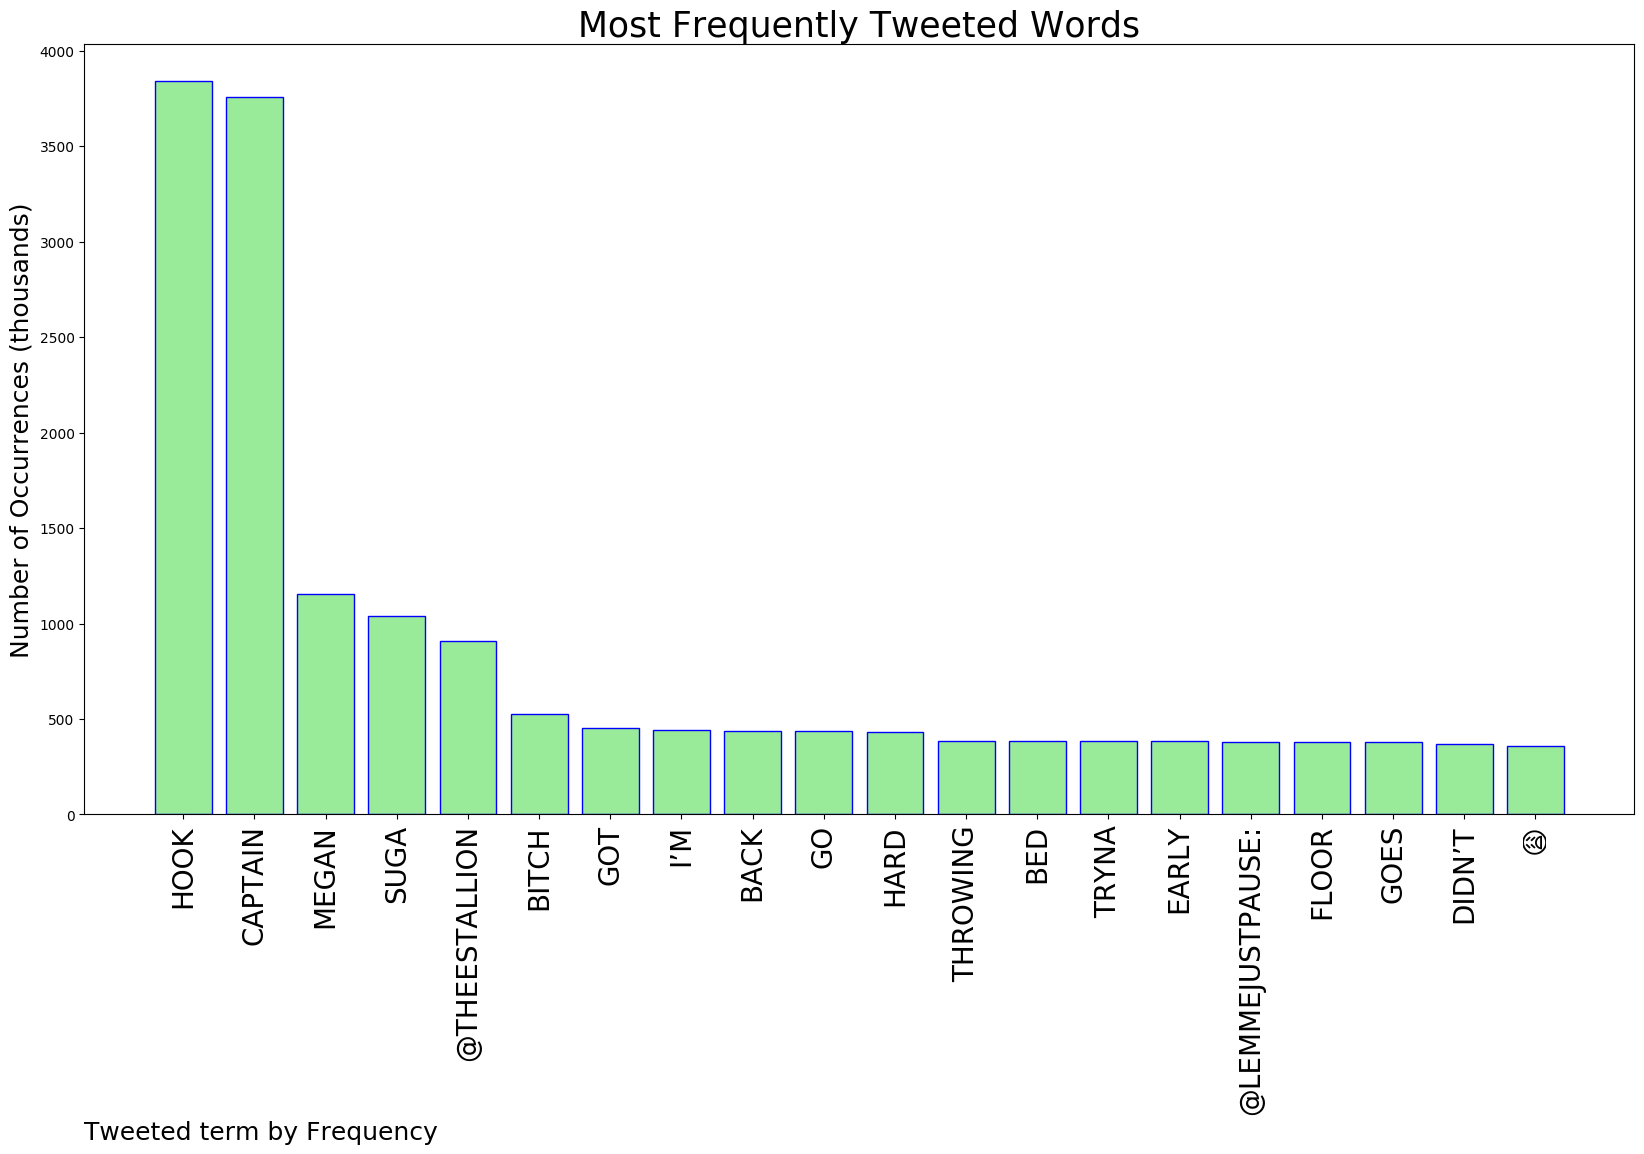 Most Frequently Tweeted Words
Number of Occurrences (thousands)
4000
3500
3000
2500
2000
1500
1000
500
0
HOOK
CAPTAIN
MEGAN
SUGA
@THEESTALLION
BITCH
GOT
I’M
BACK
GO
HARD
THROWING
BED
TRYNA
EARLY
@LEMMEJUSTPAUSE:
FLOOR
GOES
DIDN’T
😩
Tweeted term by Frequency